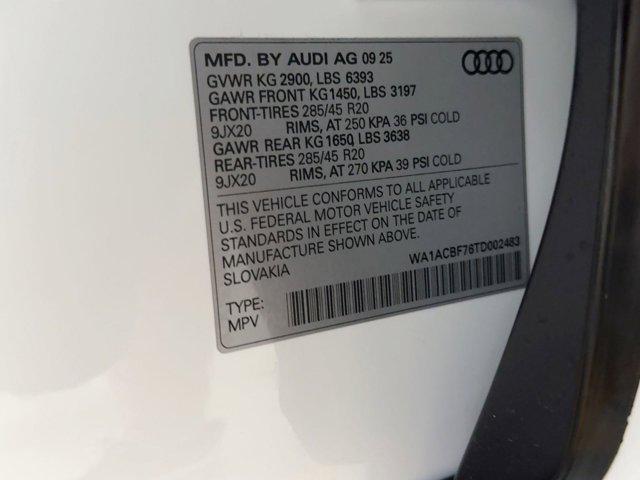 MFD. BY AUDI AG 09 25
GVWR KG 2900, LBS 6393
GAWR FRONT KG1450, LBS 3197
FRONT-TIRES 285/45 R20
9JX20 RIMS, AT 250 KPA 36 PSI COLD
GAWR REAR KG 1650, LBS 3638
REAR-TIRES 285/45 R20
9JX20 RIMS, AT 270 KPA 39 PSI COLD
THIS VEHICLE CONFORMS TO ALL APPLICABLE
U.S. FEDERAL MOTOR VEHICLE SAFETY
STANDARDS IN EFFECT ON THE DATE OF
MANUFACTURE SHOWN ABOVE.
SLOVAKIA WA1ACBF76TD002483
TYPE:
MPV